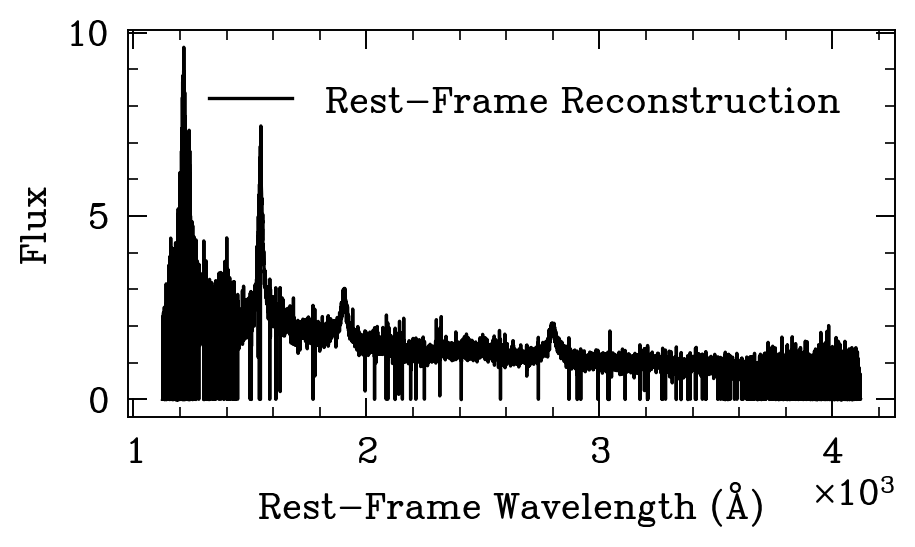 10
Rest–Frame Reconstruction
5
Flux
0
1 2 3 4
×10³
Rest–Frame Wavelength (Å)